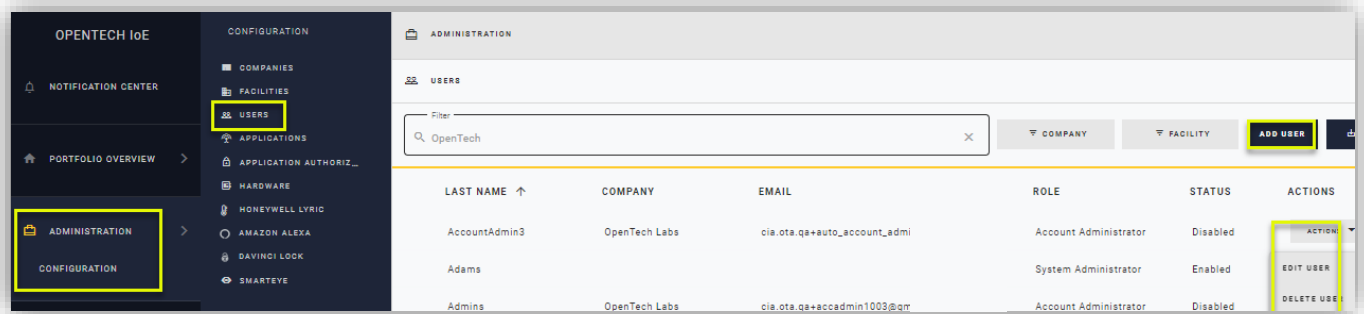 OPENTECH IoE
NOTIFICATION CENTER
PORTFOLIO OVERVIEW
ADMINISTRATION
CONFIGURATION
CONFIGURATION
COMPANIES
FACILITIES
USERS
APPLICATIONS
APPLICATION AUTHORIZ_
HARDWARE
HONEYWELL LYRIC
AMAZON ALEXA
DAVINCI LOCK
SMARTEYE
ADMINISTRATION
USERS
Filter
OpenTech
COMPANY FACILITY ADD USER
LAST NAME COMPANY EMAIL ROLE STATUS ACTIONS
AccountAdmin3 OpenTech Labs cia.ota.qa+auto_account_admi Account Administrator Disabled ACTIONS
Adams System Administrator Enabled EDIT USER
Admins OpenTech Labs cia.ota.qa+accadmin1003@gm Account Administrator Disabled DELETE USER